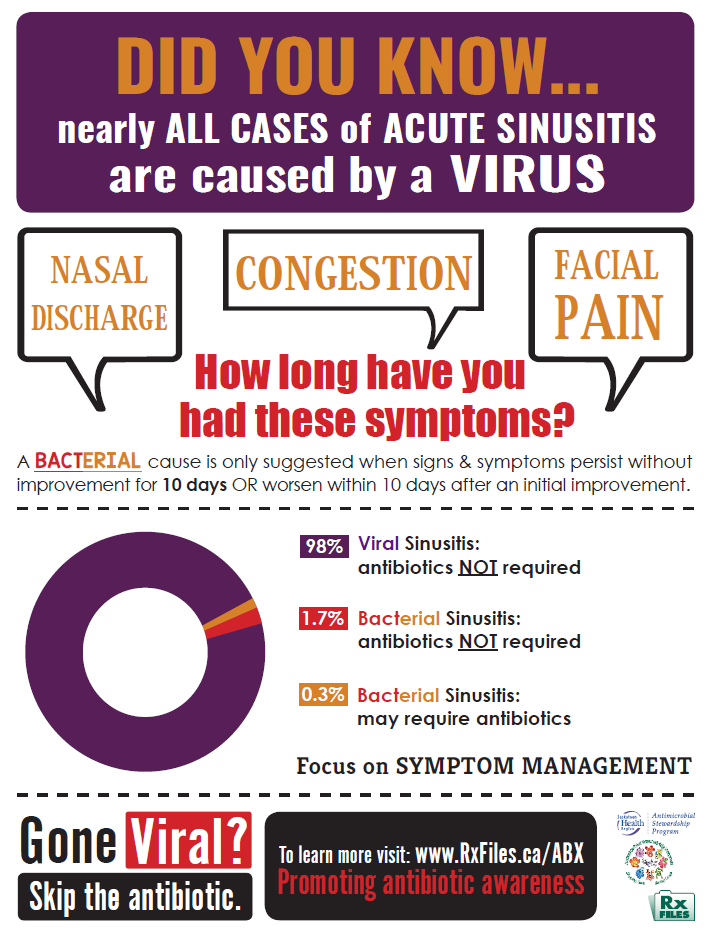 DID YOU KNOW...
nearly ALL CASES of ACUTE SINUSITIS
are caused by a VIRUS
NASAL
DISCHARGE
CONGESTION
FACIAL
PAIN
How long have you
had these symptoms?
A BACTERIAL cause is only suggested when signs & symptoms persist without
improvement for 10 days OR worsen within 10 days after an initial improvement.
98% Viral Sinusitis:
antibiotics NOT required
1.7% Bacterial Sinusitis:
antibiotics NOT required
0.3% Bacterial Sinusitis:
may require antibiotics
Focus on SYMPTOM MANAGEMENT
Gone Viral?
Skip the antibiotic.
To learn more visit: www.RxFiles.ca/ABX
Promoting antibiotic awareness
Saskatoon
Health
Region
Antimicrobial
Stewardship
Program
Rx
FILES